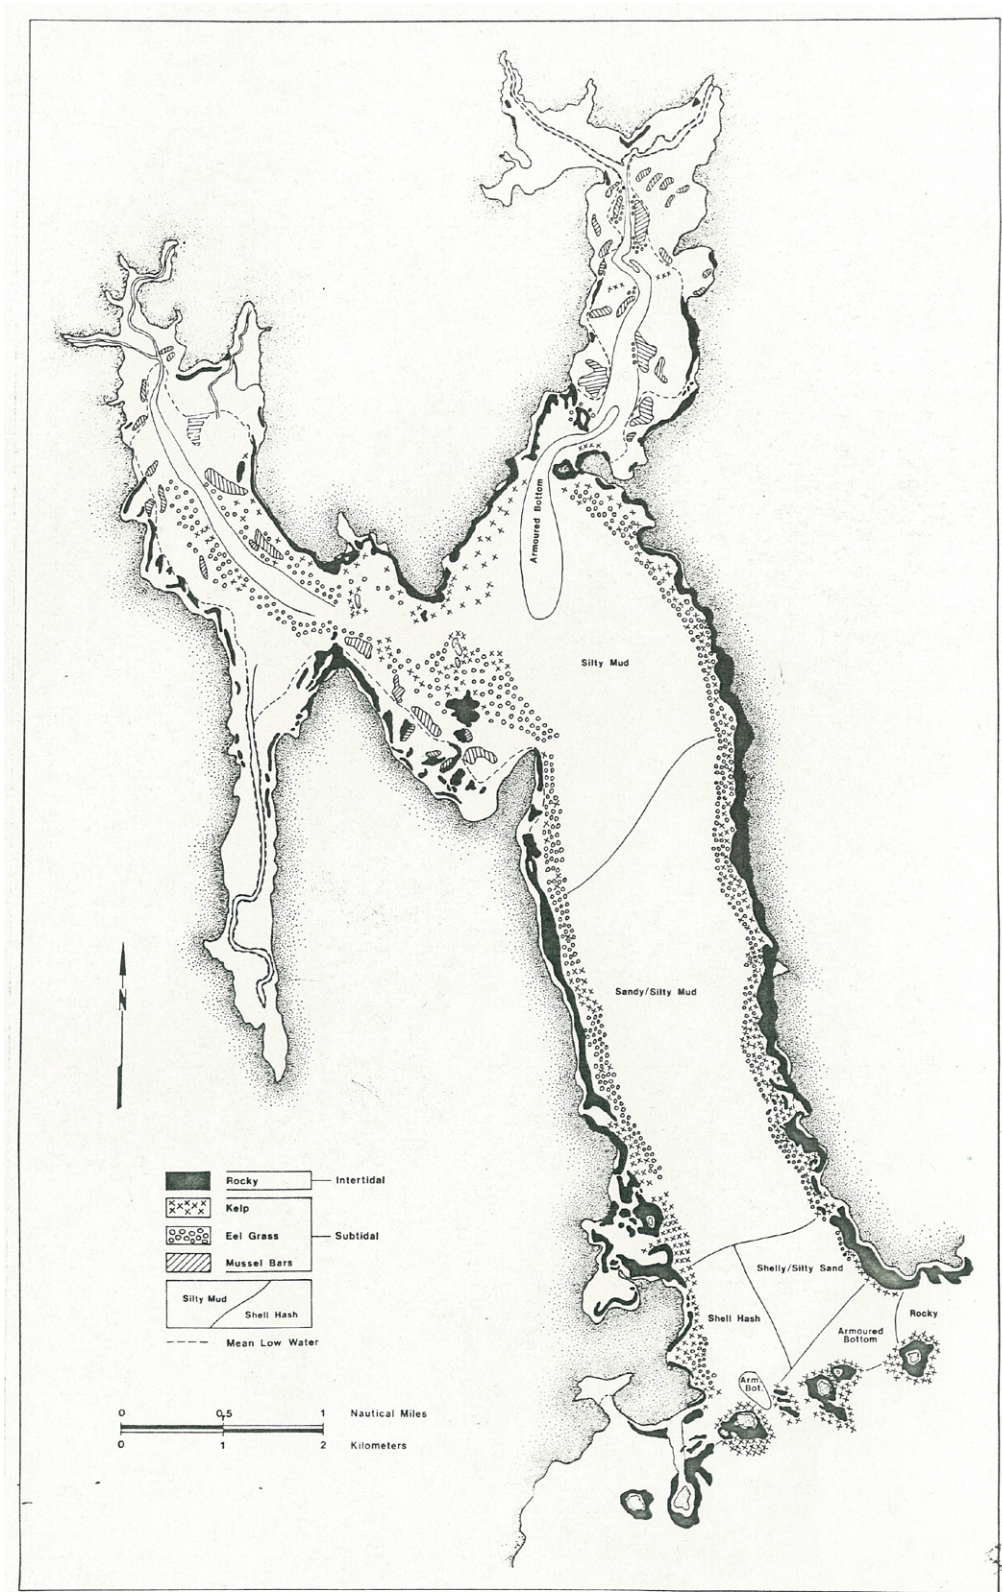 Armoured Bottom
Silty Mud
Sandy/Silty Mud
N
Rocky
Intertidal
Kelp
Eel Grass
Subtidal
Mussel Bars
Silty Mud
Shell Hash
Mean Low Water
Shelly/Silty Sand
Shell Hash
Rocky
Armoured
Bottom
Arm.
Bot.
0 0,5 1 Nautical Miles
0 1 2 Kilometers